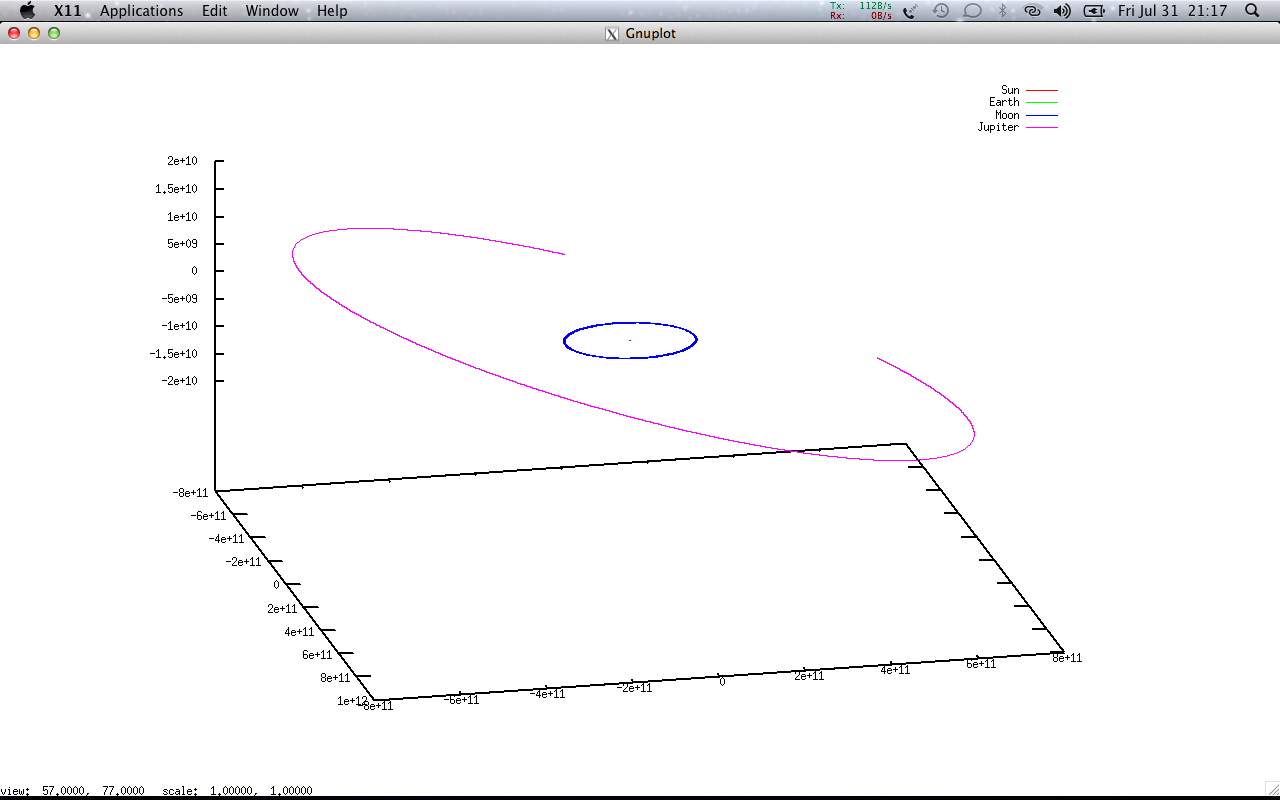 X11 Applications Edit Window Help
Tx: 112B/s
Rx: 0B/s
Fri Jul 31 21:17
Gnuplot
Sun
Earth
Moon
Jupiter
2e+10
1.5e+10
1e+10
5e+09
0
-5e+09
-1e+10
-1.5e+10
-2e+10
-8e+11
-6e+11
-4e+11
-2e+11
0
2e+11
4e+11
6e+11
8e+11
1e+12
-8e+11
-6e+11
-4e+11
-2e+11
0
2e+11
4e+11
6e+11
8e+11
view: 57.0000, 77.0000 scale: 1.00000, 1.00000